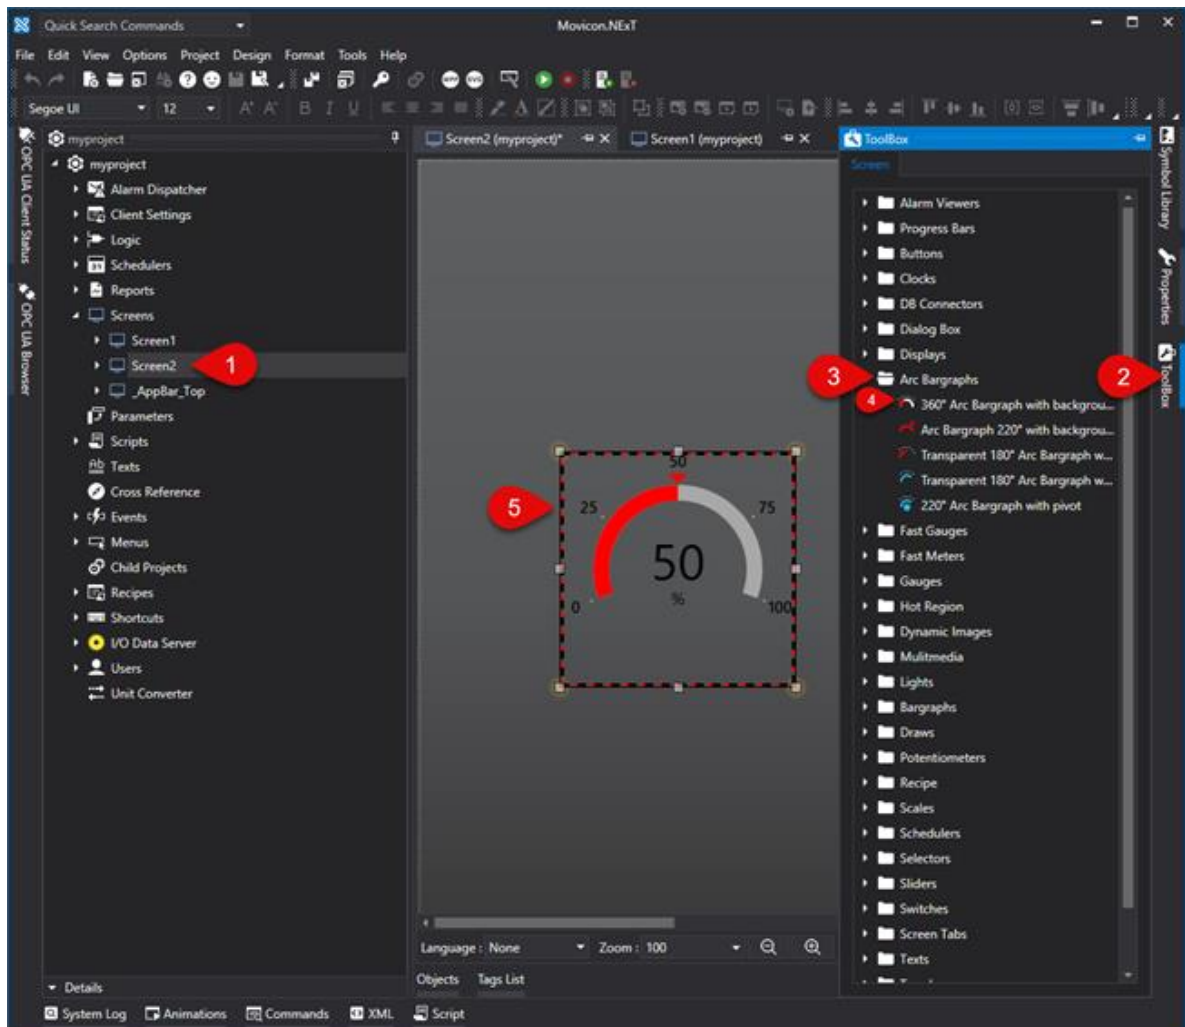 Quick Search Commands
Movicon.NExT
File Edit View Options Project Design Format Tools Help
Segoe UI 12 A A B I U
OPC UA Client Status
OPC UA Browser
myproject
myproject
Alarm Dispatcher
Client Settings
Logic
Schedulers
Reports
Screens
Screen1
Screen2 1
_AppBar_Top
Parameters
Scripts
Texts
Cross Reference
Events
Menus
Child Projects
Recipes
Shortcuts
I/O Data Server
Users
Unit Converter
Details
Screen2 (myproject)* Screen1 (myproject)
5
50
25 75
50
0 % 100
Language : None Zoom : 100
Objects Tags List
ToolBox
Screen
Alarm Viewers
Progress Bars
Buttons
Clocks
DB Connectors
Dialog Box
Displays
3 Arc Bargraphs
4 360° Arc Bargraph with backgrou...
Arc Bargraph 220° with backgrou...
Transparent 180° Arc Bargraph w...
Transparent 180° Arc Bargraph w...
220° Arc Bargraph with pivot
Fast Gauges
Fast Meters
Gauges
Hot Region
Dynamic Images
Mulitmedia
Lights
Bargraphs
Draws
Potentiometers
Recipe
Scales
Schedulers
Selectors
Sliders
Switches
Screen Tabs
Texts
Symbol Library
Properties
2 ToolBox
System Log Animations Commands XML Script